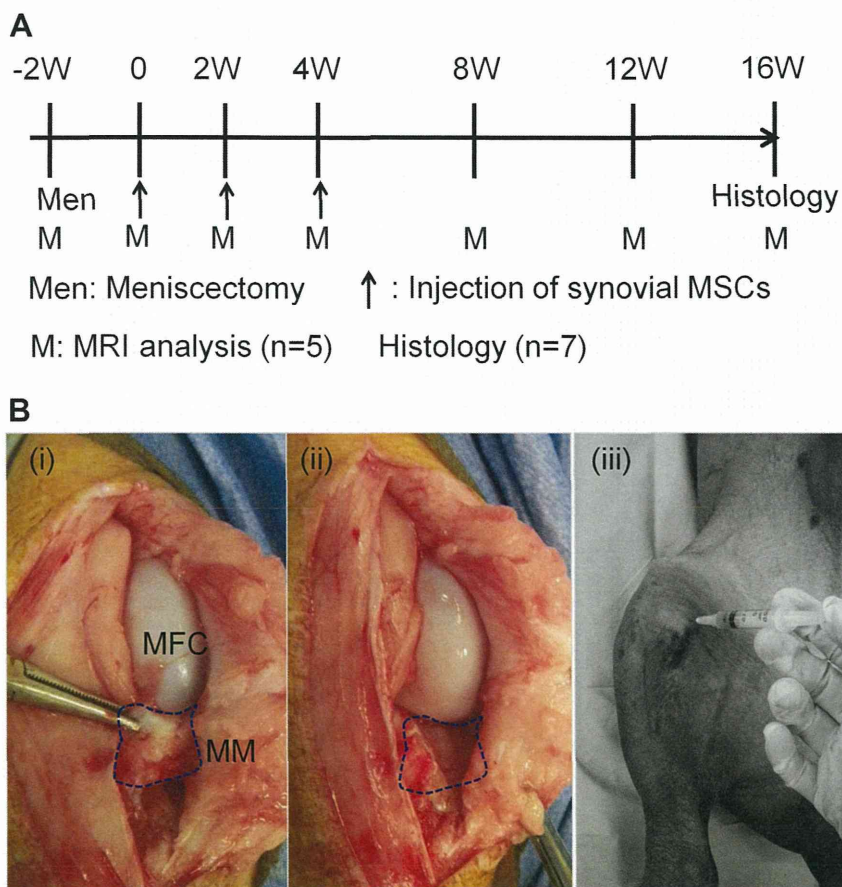 A
-2W 0 2W 4W 8W 12W 16W
Men Histology
M M M M M M M
Men: Meniscectomy ↑ : Injection of synovial MSCs
M: MRI analysis (n=5) Histology (n=7)
B
(i) (ii) (iii)
MFC
MM